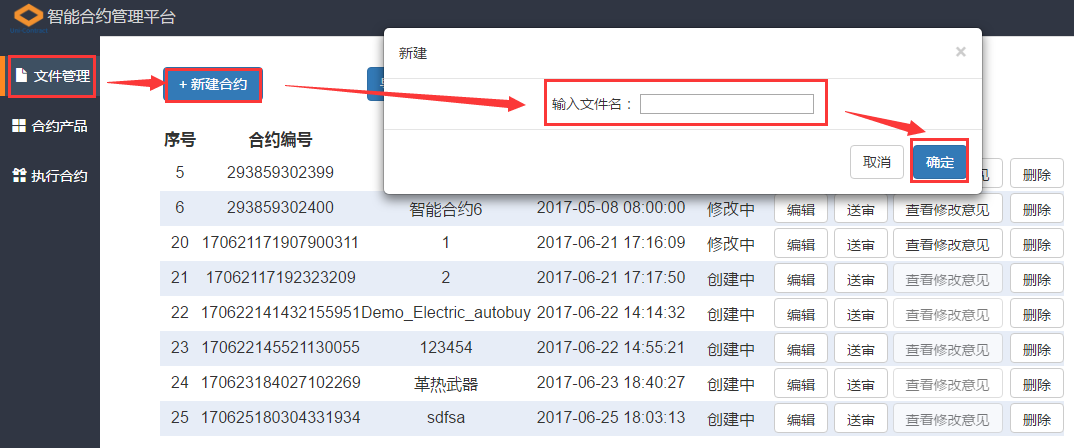 智能合约管理平台
新建
×
文件管理
+ 新建合约
输入文件名：
合约产品
取消 确定
序号 合约编号
执行合约
5 293859302399 删除
6 293859302400 智能合约6 2017-05-08 08:00:00 修改中 编辑 送审 查看修改意见 删除
20 170621171907900311 1 2017-06-21 17:16:09 修改中 编辑 送审 查看修改意见 删除
21 17062117192323209 2 2017-06-21 17:17:50 创建中 编辑 送审 查看修改意见 删除
22 170622141432155951 Demo_Electric_autobuy 2017-06-22 14:14:32 创建中 编辑 送审 查看修改意见 删除
23 170622145521130055 123454 2017-06-22 14:55:21 创建中 编辑 送审 查看修改意见 删除
24 170623184027102269 革热武器 2017-06-23 18:40:27 创建中 编辑 送审 查看修改意见 删除
25 170625180304331934 sdfsa 2017-06-25 18:03:13 创建中 编辑 送审 查看修改意见 删除